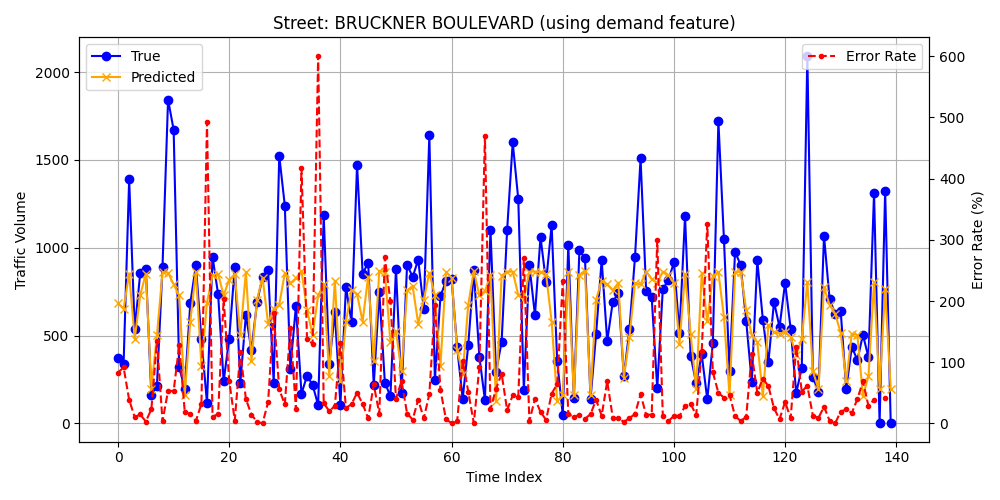 Street: BRUCKNER BOULEVARD (using demand feature)
True
Predicted
Error Rate
Traffic Volume
2000
1500
1000
500
0
Error Rate (%)
600
500
400
300
200
100
0
0 20 40 60 80 100 120 140
Time Index